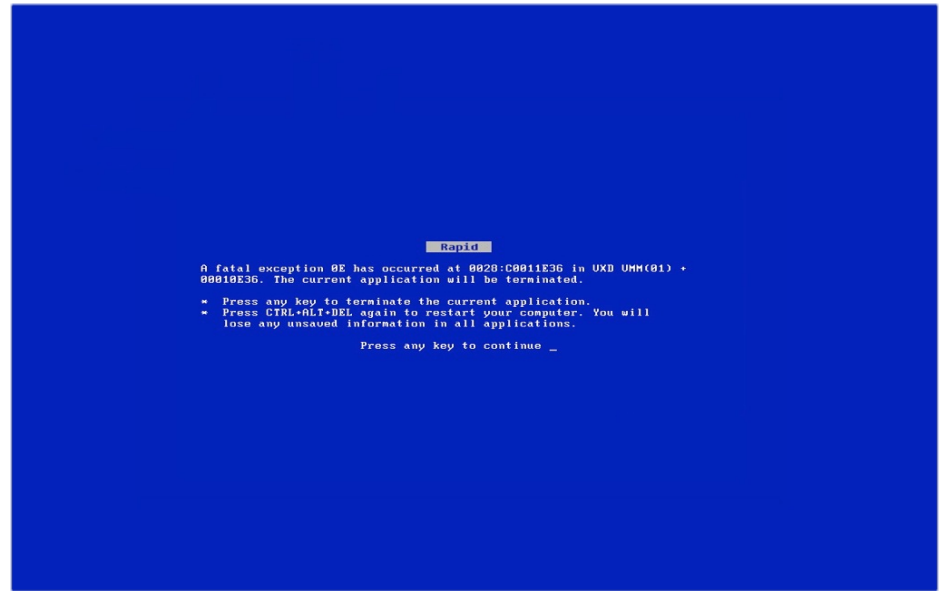 Rapid
A fatal exception 0E has occurred at 0028:C0011E36 in VXD VMM(01) +
00010E36. The current application will be terminated.
* Press any key to terminate the current application.
* Press CTRL+ALT+DEL again to restart your computer. You will
lose any unsaved information in all applications.
Press any key to continue _